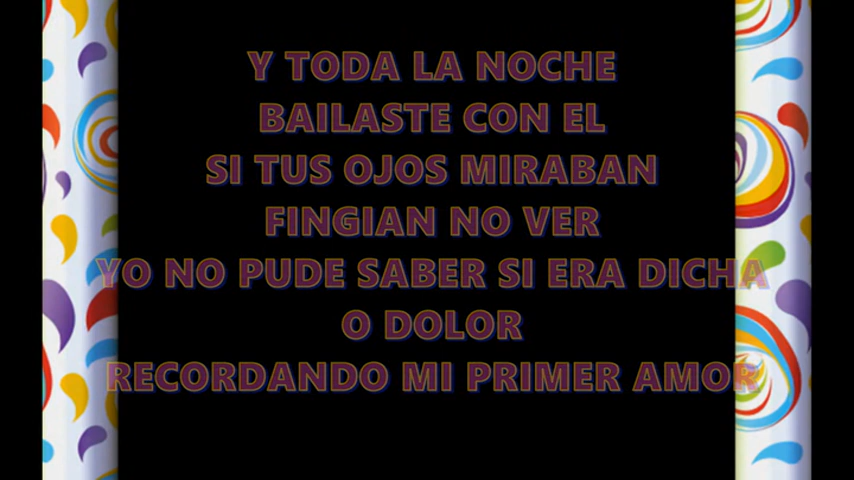 Y TODA LA NOCHE
BAILASTE CON EL
SI TUS OJOS MIRABAN
FINGIAN NO VER
YO NO PUDE SABER SI ERA DICHA
O DOLOR
RECORDANDO MI PRIMER AMOR